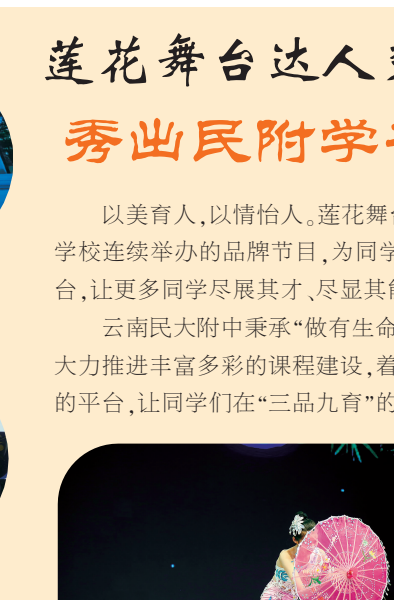 莲花舞台达人
秀出民附学
以美育人,以情怡人。莲花舞
学校连续举办的品牌节目,为同学
台,让更多同学尽展其才、尽显其能
云南民大附中秉承“做有生命
大力推进丰富多彩的课程建设,着
的平台,让同学们在“三品九育”的